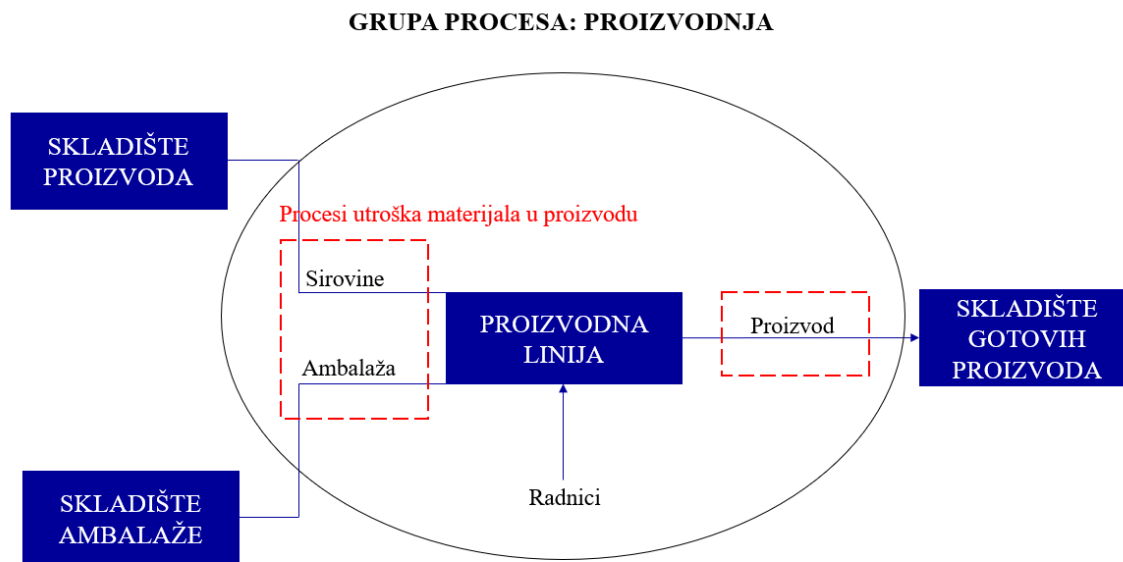 GRUPA PROCESA: PROIZVODNJA
SKLADIŠTE
PROIZVODA
Procesi utroška materijala u proizvodu
Sirovine
PROIZVODNA
LINIJA
Proizvod
SKLADIŠTE
GOTOVIH
PROIZVODA
Ambalaža
Radnici
SKLADIŠTE
AMBALAŽE